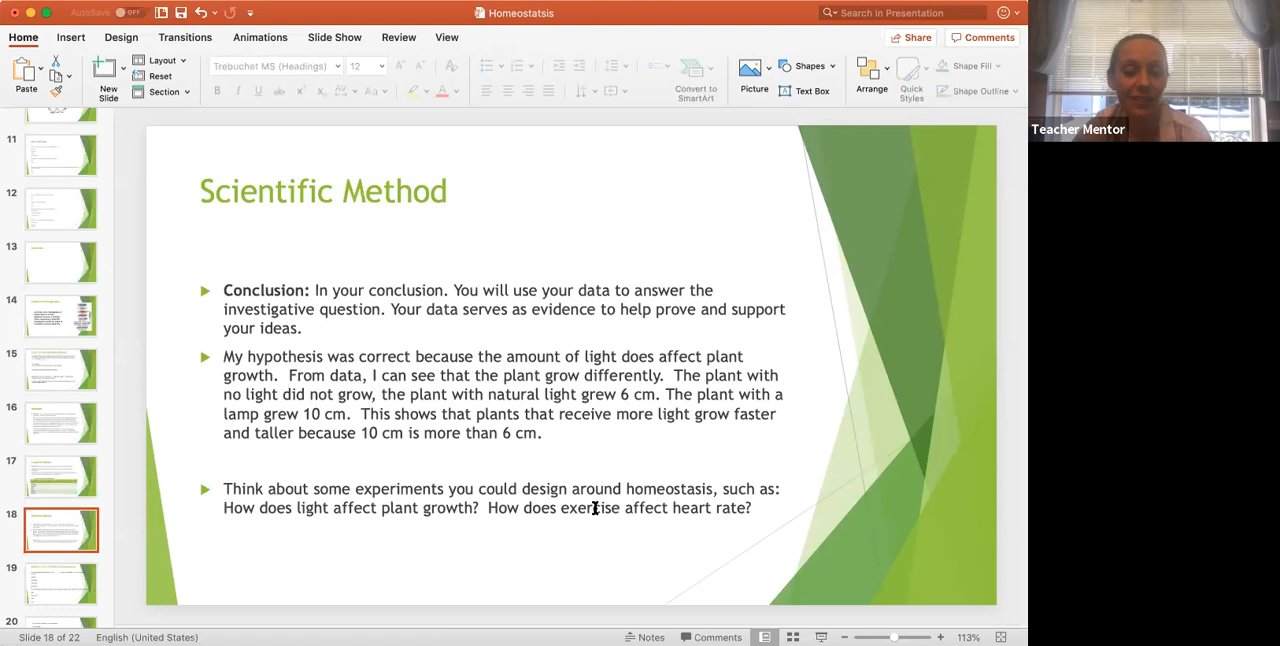 AutoSave OFF
Homeostatsis
Search in Presentation
Home Insert Design Transitions Animations Slide Show Review View
Share Comments
Paste
New Slide
Layout
Reset
Section
Trebuchet MS (Headings) 12
Convert to SmartArt
Picture
Shapes
Text Box
Arrange
Quick Styles
Shape Fill
Shape Outline
Teacher Mentor
11
12
13
14
15
16
17
18
19
20
Scientific Method
Conclusion: In your conclusion. You will use your data to answer the
investigative question. Your data serves as evidence to help prove and support
your ideas.
My hypothesis was correct because the amount of light does affect plant
growth. From data, I can see that the plant grow differently. The plant with
no light did not grow, the plant with natural light grew 6 cm. The plant with a
lamp grew 10 cm. This shows that plants that receive more light grow faster
and taller because 10 cm is more than 6 cm.
Think about some experiments you could design around homeostasis, such as:
How does light affect plant growth? How does exercise affect heart rate?
Slide 18 of 22 English (United States)
Notes Comments 113%